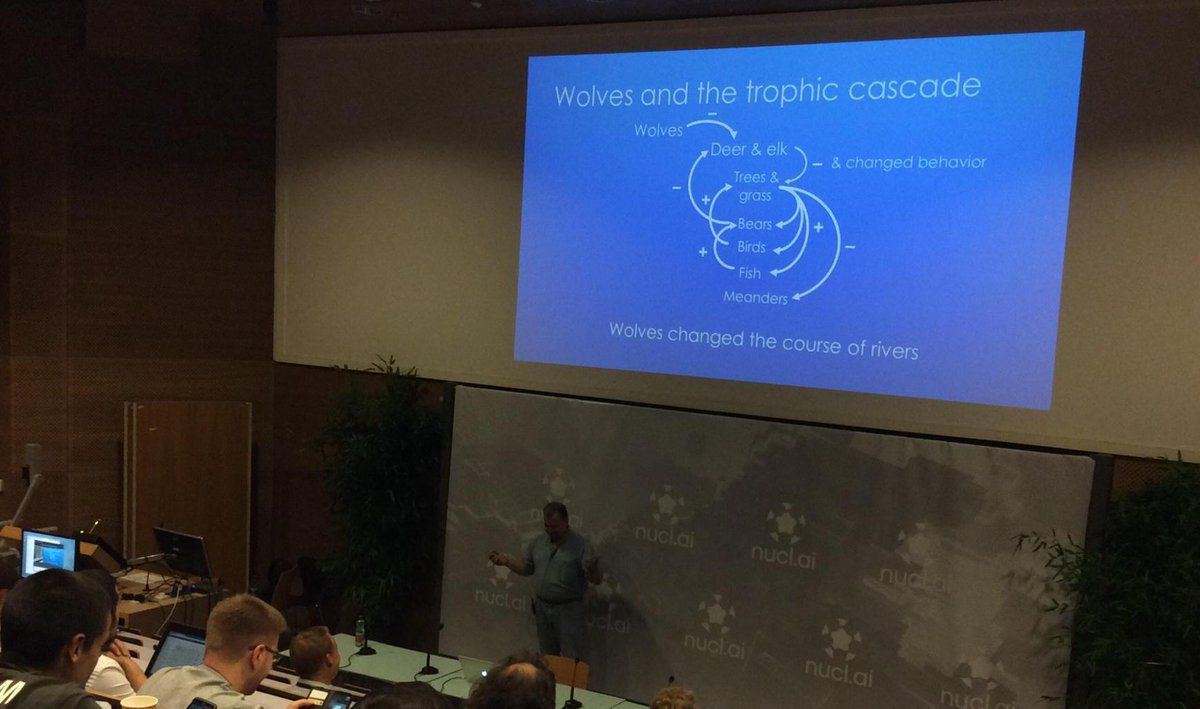 Wolves and the trophic cascade
–
Wolves
Deer & elk
– & changed behavior
Trees &
grass
–
+
Bears
+
–
Birds
+
Fish
Meanders
Wolves changed the course of rivers
nucl.ai
nucl.ai
nucl.ai
nucl.ai
nucl.ai
nucl.ai
nucl.ai
nucl.ai
nucl.ai
M